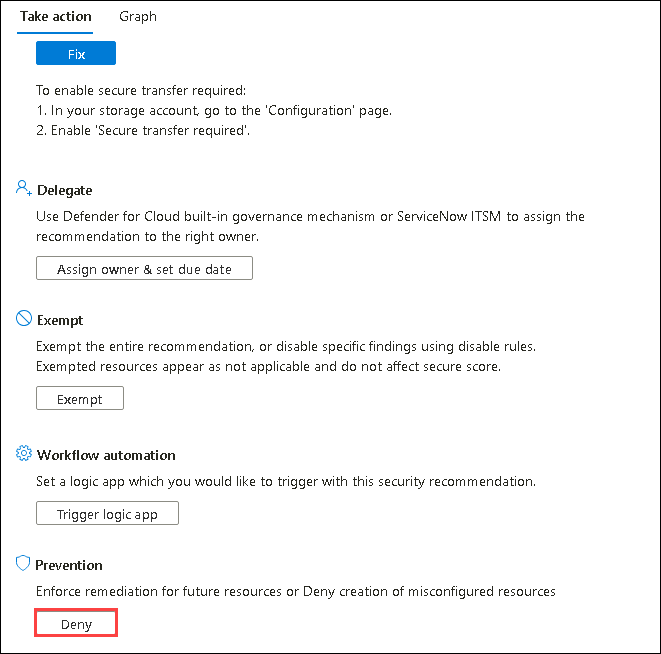 Take action Graph
Fix
To enable secure transfer required:
1. In your storage account, go to the 'Configuration' page.
2. Enable 'Secure transfer required'.
Delegate
Use Defender for Cloud built-in governance mechanism or ServiceNow ITSM to assign the
recommendation to the right owner.
Assign owner & set due date
Exempt
Exempt the entire recommendation, or disable specific findings using disable rules.
Exempted resources appear as not applicable and do not affect secure score.
Exempt
Workflow automation
Set a logic app which you would like to trigger with this security recommendation.
Trigger logic app
Prevention
Enforce remediation for future resources or Deny creation of misconfigured resources
Deny